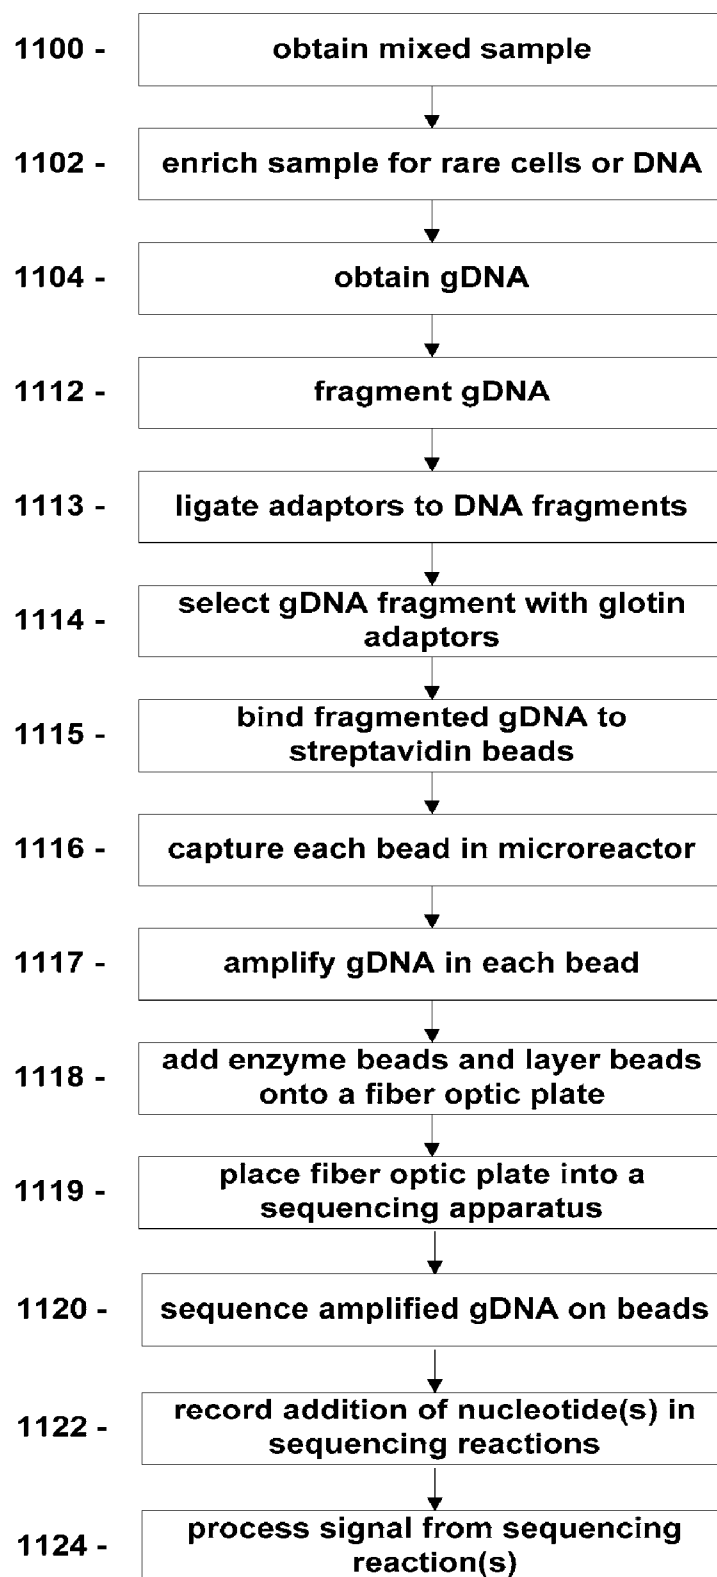 1100 - obtain mixed sample
1102 - enrich sample for rare cells or DNA
1104 - obtain gDNA
1112 - fragment gDNA
1113 - ligate adaptors to DNA fragments
1114 - select gDNA fragment with glotin
adaptors
1115 - bind fragmented gDNA to
streptavidin beads
1116 - capture each bead in microreactor
1117 - amplify gDNA in each bead
1118 - add enzyme beads and layer beads
onto a fiber optic plate
1119 - place fiber optic plate into a
sequencing apparatus
1120 - sequence amplified gDNA on beads
1122 - record addition of nucleotide(s) in
sequencing reactions
1124 - process signal from sequencing
reaction(s)